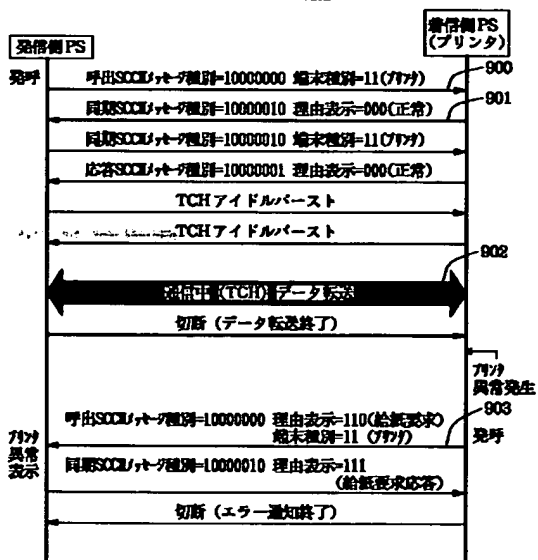 発信側PS
着信側PS
(プリンタ)
発呼
呼出SCCHメッセージ種別=10000000 端末種別=11(プリンタ)
900
同期SCCHメッセージ種別=10000010 理由表示=000(正常)
901
同期SCCHメッセージ種別=10000010 端末種別=11(プリンタ)
応答SCCHメッセージ種別=10000001 理由表示=000(正常)
TCHアイドルバースト
TCHアイドルバースト
902
通信中 (TCH) データ転送
切断 (データ転送終了)
プリンタ
異常発生
903
呼出SCCHメッセージ種別=10000000 理由表示=110(給紙要求)
端末種別=11 (プリンタ)
発呼
プリンタ
異常
表示
同期SCCHメッセージ種別=10000010 理由表示=111
(給紙要求応答)
切断 (エラー通知終了)